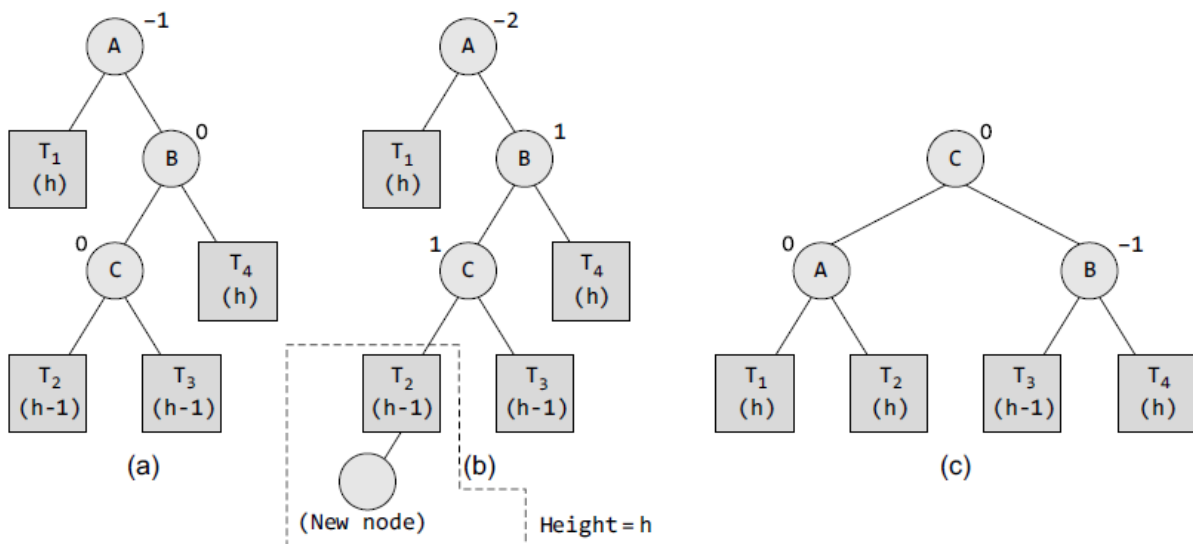 A −1
T₁
(h)
B 0
C 0
T₄
(h)
T₂
(h-1)
T₃
(h-1)
(a)
A −2
T₁
(h)
B 1
C 1
T₄
(h)
T₂
(h-1)
T₃
(h-1)
(b)
(New node)
Height = h
C 0
A 0
B −1
T₁
(h)
T₂
(h)
T₃
(h-1)
T₄
(h)
(c)